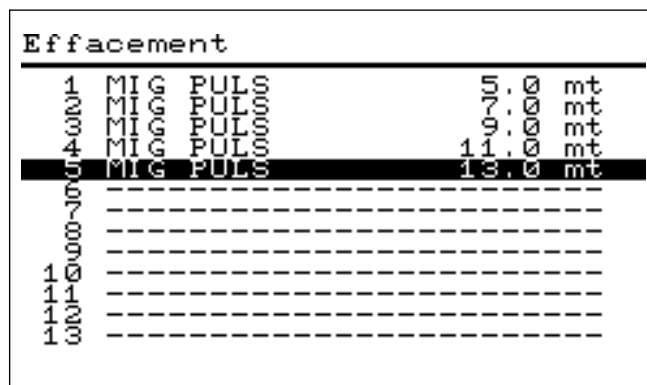 Effacement
1 MIG PULS 5.0 mt
2 MIG PULS 7.0 mt
3 MIG PULS 9.0 mt
4 MIG PULS 11.0 mt
5 MIG PULS 13.0 mt
6 ------------------------
7 ------------------------
8 ------------------------
9 ------------------------
10 ------------------------
11 ------------------------
12 ------------------------
13 ------------------------